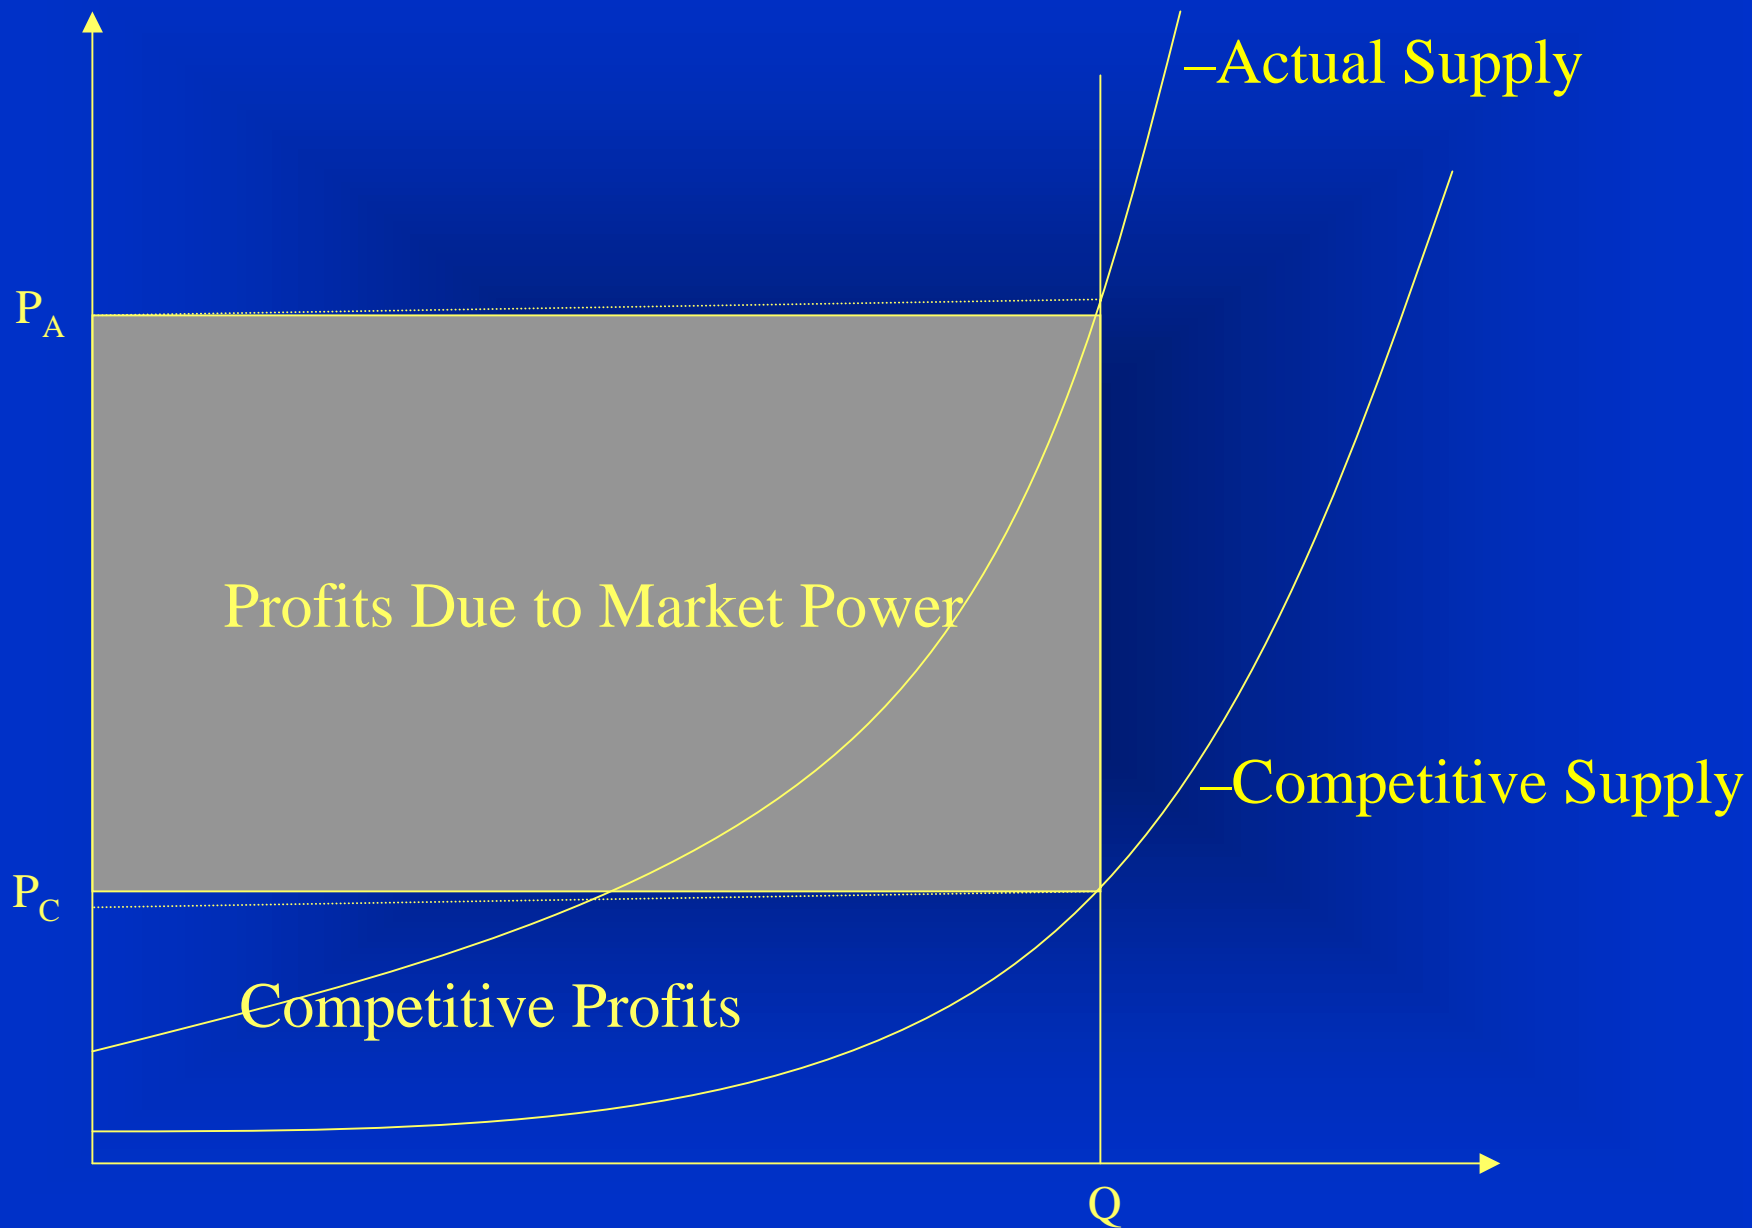 –Actual Supply
PA
Profits Due to Market Power
–Competitive Supply
PC
Competitive Profits
Q